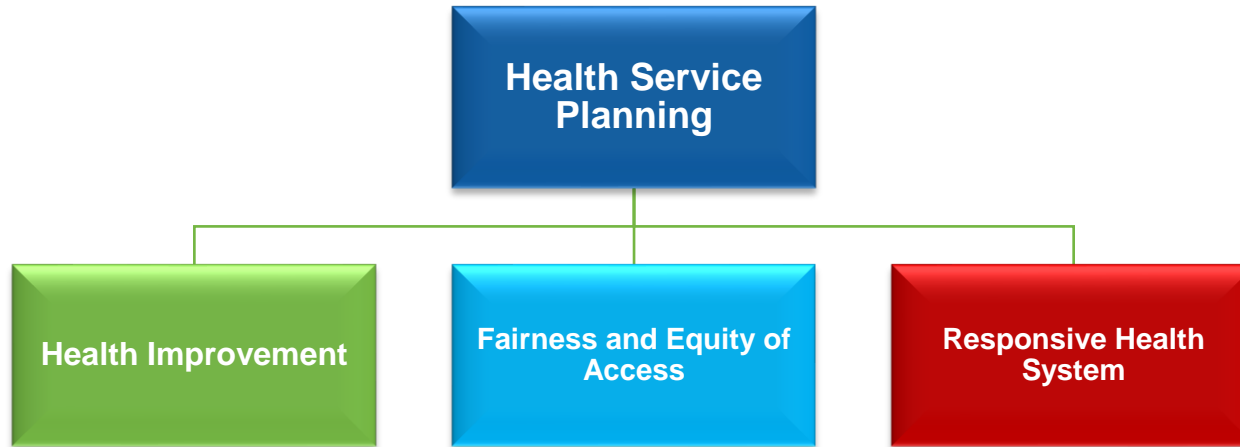 Health Service
Planning
Health Improvement
Fairness and Equity of
Access
Responsive Health
System